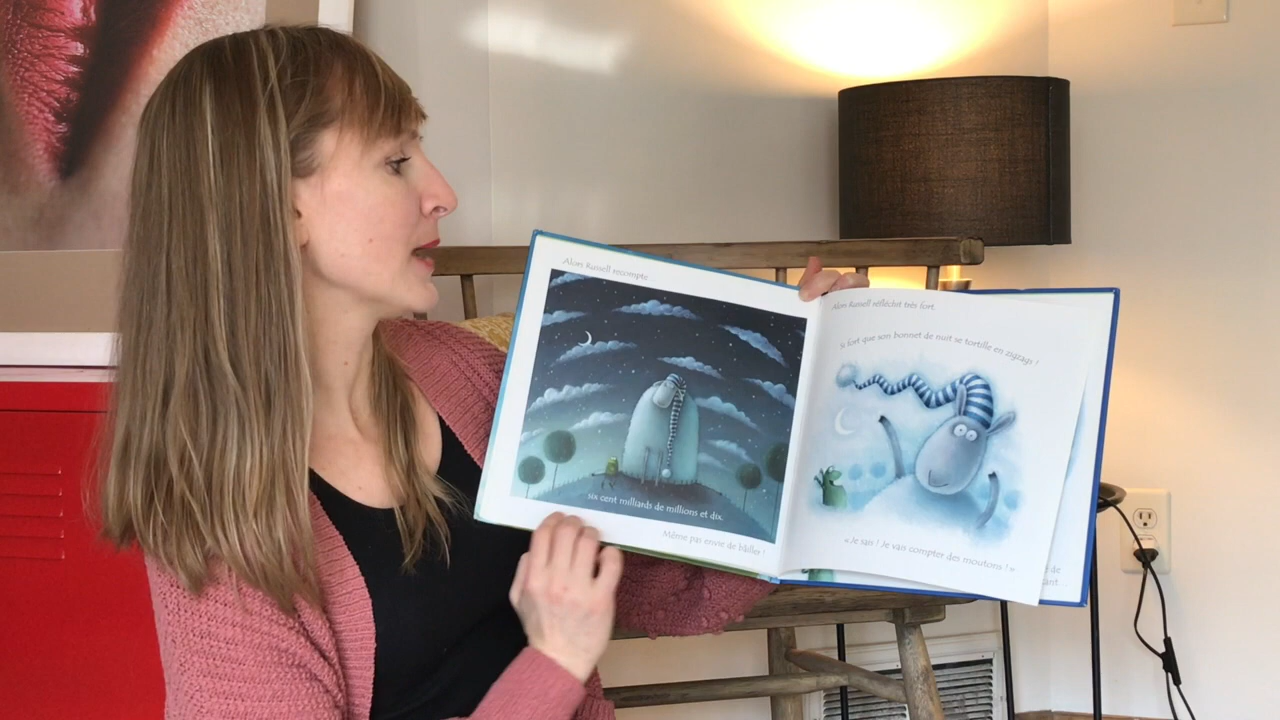 Alors Russell recompte
six cent milliards de millions et dix.
Même pas envie de bâiller !
Alors Russell réfléchit très fort.
Si fort que son bonnet de nuit se tortille en zigzags !
« Je sais ! Je vais compter des moutons ! »
de